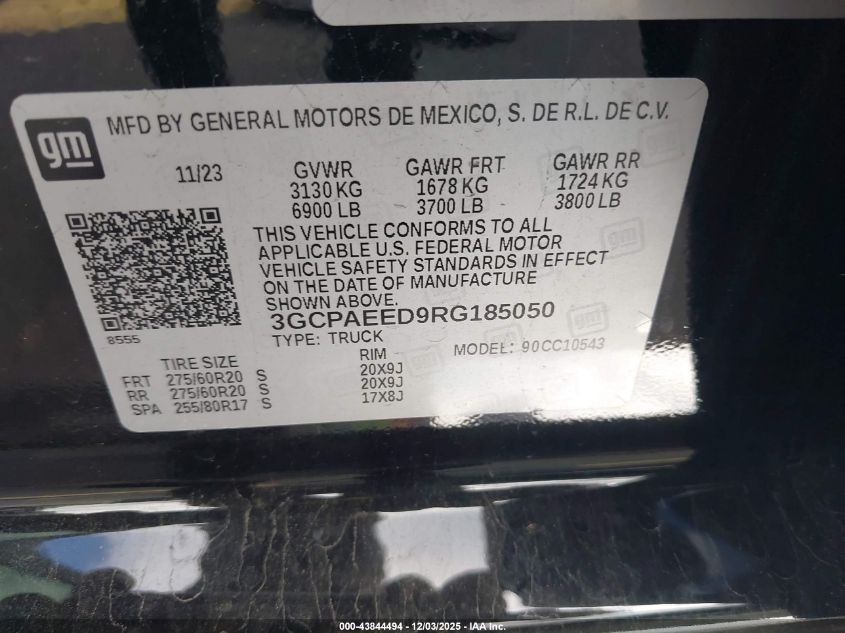 gm
MFD BY GENERAL MOTORS DE MEXICO, S. DE R.L. DE C.V.
11/23 GVWR GAWR FRT GAWR RR
3130 KG 1678 KG 1724 KG
6900 LB 3700 LB 3800 LB
THIS VEHICLE CONFORMS TO ALL
APPLICABLE U.S. FEDERAL MOTOR
VEHICLE SAFETY STANDARDS IN EFFECT
ON THE DATE OF MANUFACTURE
SHOWN ABOVE.
8555
3GCPAEED9RG185050
TYPE: TRUCK
MODEL: 90CC10543
TIRE SIZE RIM
FRT 275/60R20 S 20X9J
RR 275/60R20 S 20X9J
SPA 255/80R17 S 17X8J
000-43844494 - 12/03/2025 - IAA Inc.